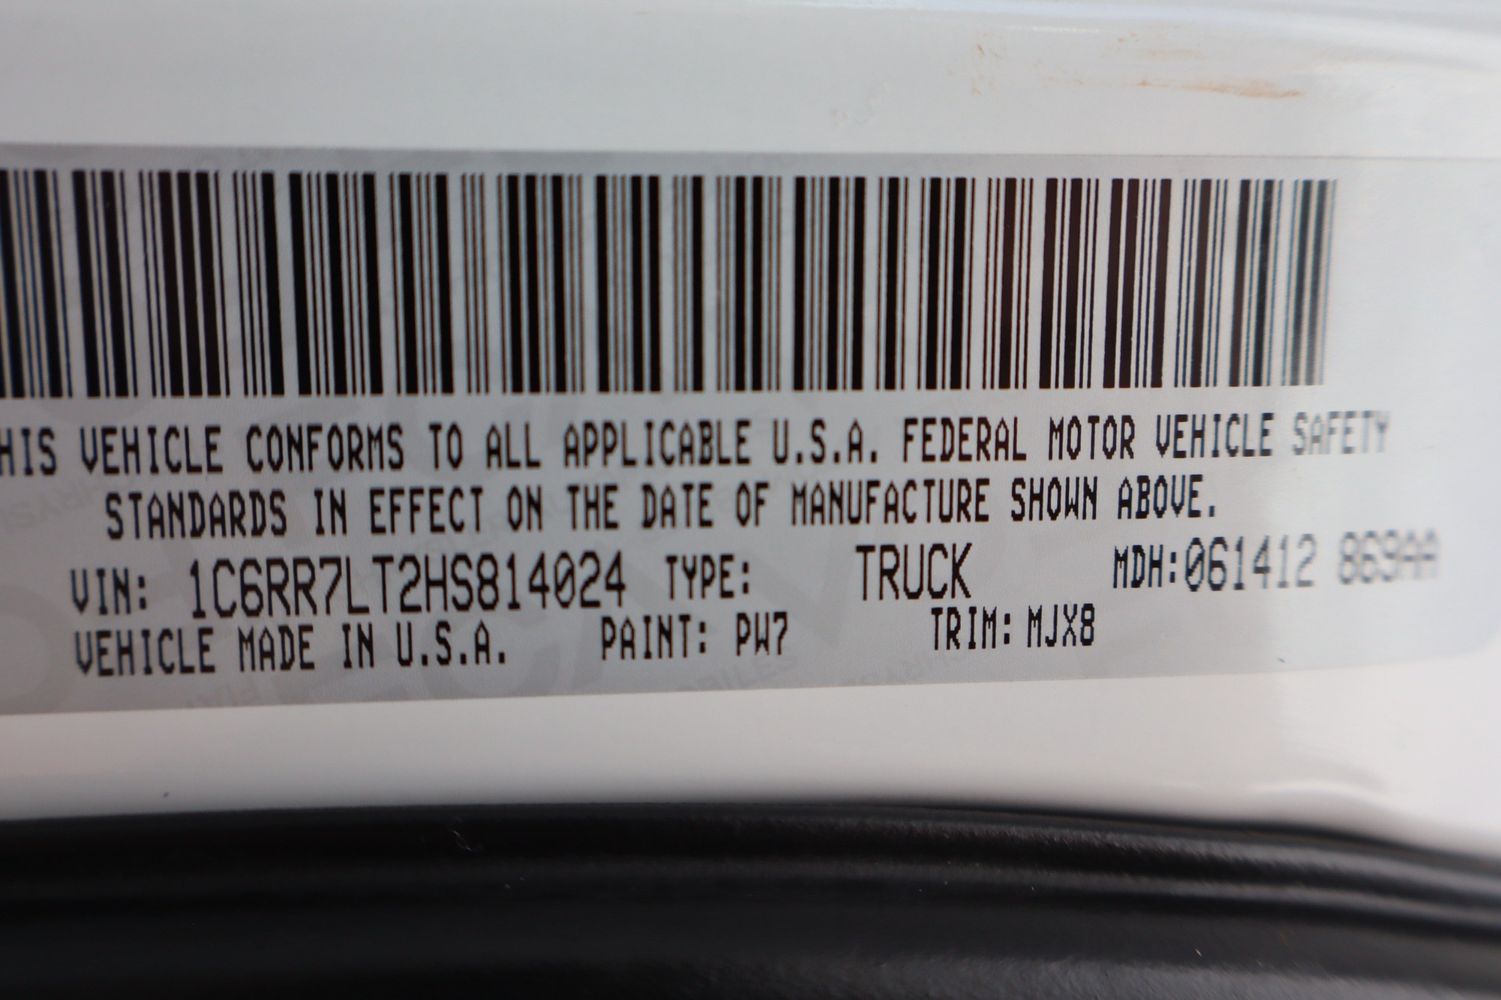 HIS VEHICLE CONFORMS TO ALL APPLICABLE U.S.A. FEDERAL MOTOR VEHICLE SAFETY
STANDARDS IN EFFECT ON THE DATE OF MANUFACTURE SHOWN ABOVE.
VIN: 1C6RR7LT2HS814024 TYPE: TRUCK MDH:061412 869AA
VEHICLE MADE IN U.S.A. PAINT: PW7 TRIM: MJX8